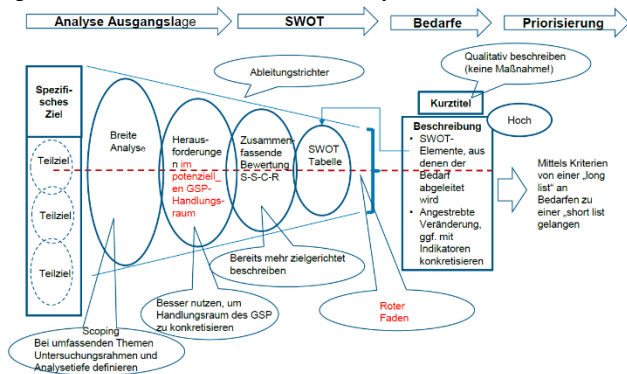 Analyse Ausgangslage
SWOT
Bedarfe
Priorisierung
Spezifi-
sches
Ziel
Teilziel
Teilziel
Teilziel
Breite
Analyse
Heraus-
forderunge
n im
potenziell_
en GSP-
Handlungs-
raum
Zusammen-
fassende
Bewertung
S-S-C-R
SWOT
Tabelle
Ableitungstrichter
Qualitativ beschreiben
(keine Maßnahme!)
Kurztitel
Hoch
Beschreibung
• SWOT-
Elemente, aus
denen der
Bedarf
abgeleitet
wird
• Angestrebte
Veränderung,
ggf. mit
Indikatoren
konkretisieren
Mittels Kriterien
von einer „long
list“ an
Bedarfen zu
einer „short list
gelangen
Bereits mehr zielgerichtet
beschreiben
Besser nutzen, um
Handlungsraum des GSP
zu konkretisieren
Roter
Faden
Scoping
Bei umfassenden Themen
Untersuchungsrahmen und
Analysetiefe definieren